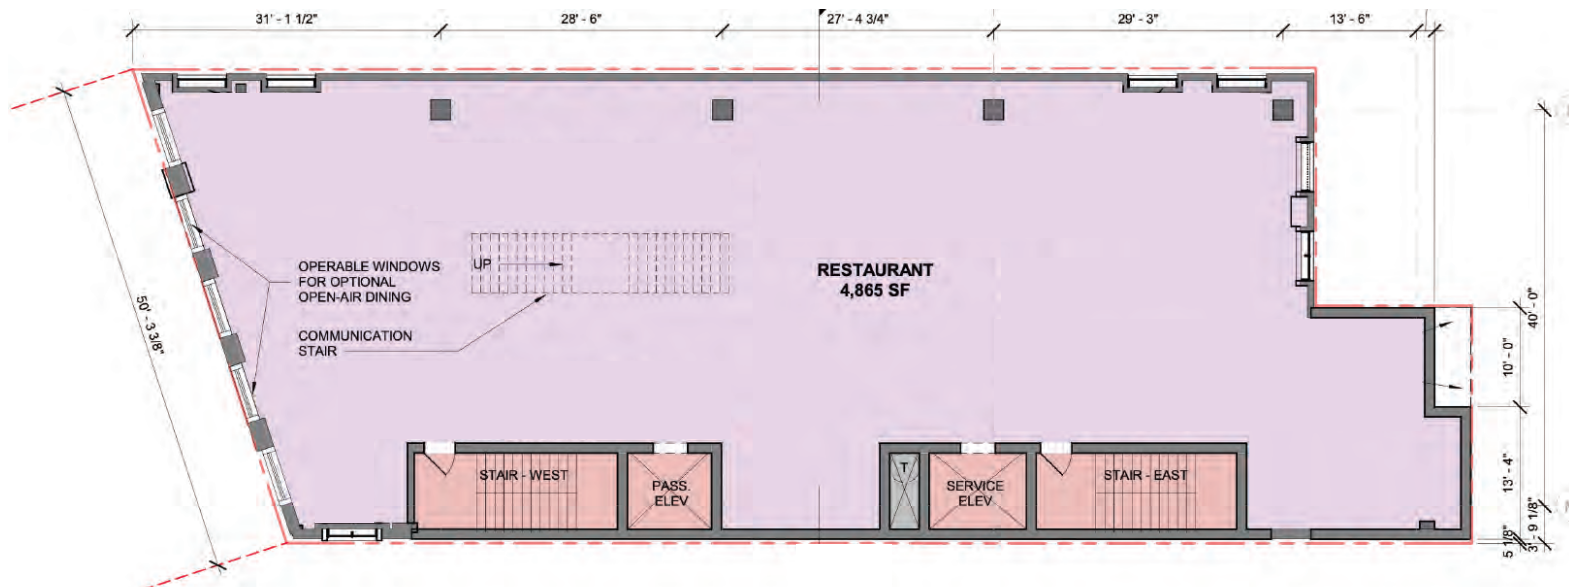 31' - 1 1/2"
28' - 6"
27' - 4 3/4"
29' - 3"
13' - 6"
50' - 3 3/8"
OPERABLE WINDOWS
FOR OPTIONAL
OPEN-AIR DINING
UP
COMMUNICATION
STAIR
RESTAURANT
4,865 SF
40' - 0"
10' - 0"
13' - 4"
3' - 9 1/8"
5 1/8"
STAIR - WEST
PASS.
ELEV
T
SERVICE
ELEV
STAIR - EAST